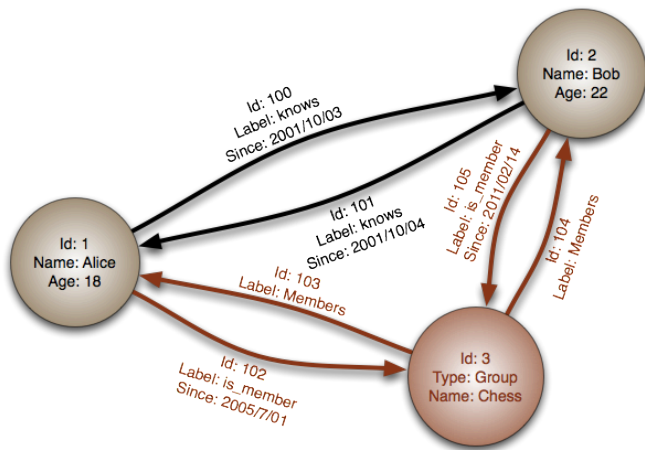 Id: 2
Name: Bob
Age: 22
Id: 100
Label: knows
Since: 2001/10/03
Id: 101
Label: knows
Since: 2001/10/04
Id: 105
Label: is_member
Since: 2011/02/14
Id: 104
Label: Members
Id: 1
Name: Alice
Age: 18
Id: 103
Label: Members
Id: 102
Label: is_member
Since: 2005/7/01
Id: 3
Type: Group
Name: Chess